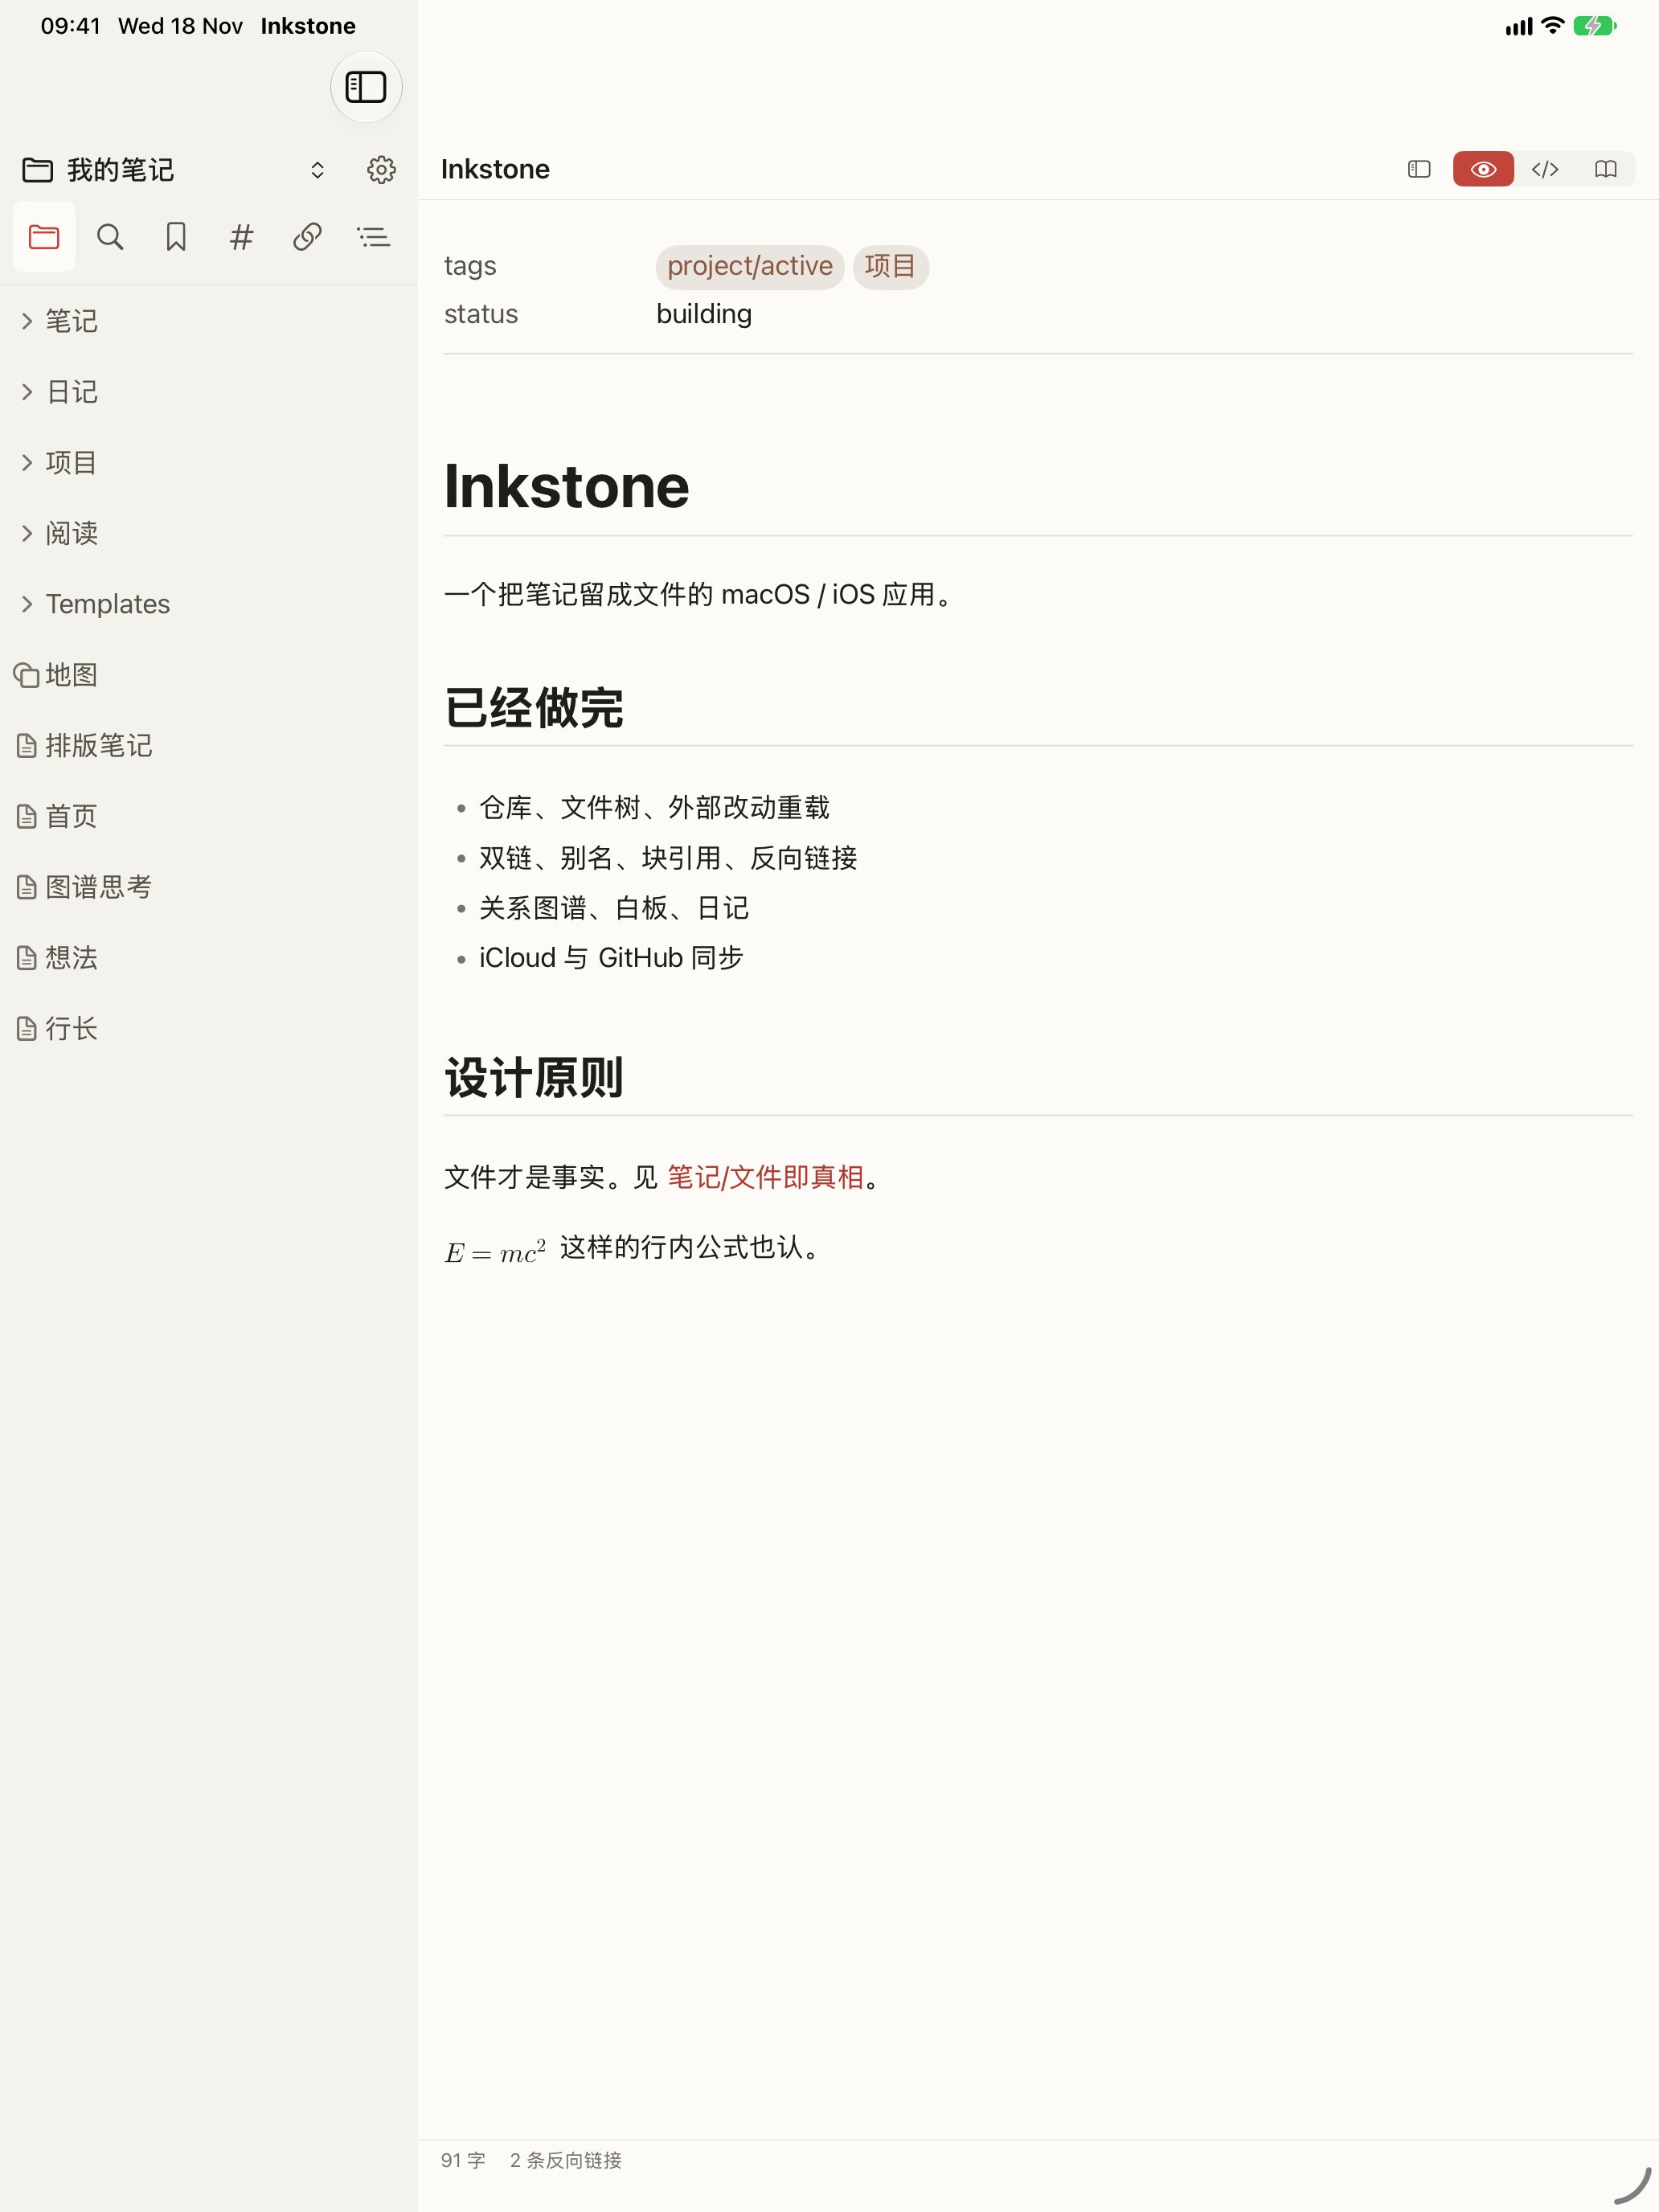 09:41 Wed 18 Nov Inkstone
我的笔记
笔记
日记
项目
阅读
Templates
地图
排版笔记
首页
图谱思考
想法
行长
Inkstone
tags project/active 项目
status building
Inkstone
一个把笔记留成文件的 macOS / iOS 应用。
已经做完
仓库、文件树、外部改动重载
双链、别名、块引用、反向链接
关系图谱、白板、日记
iCloud 与 GitHub 同步
设计原则
文件才是事实。见 笔记/文件即真相。
E = mc² 这样的行内公式也认。
91 字 2 条反向链接